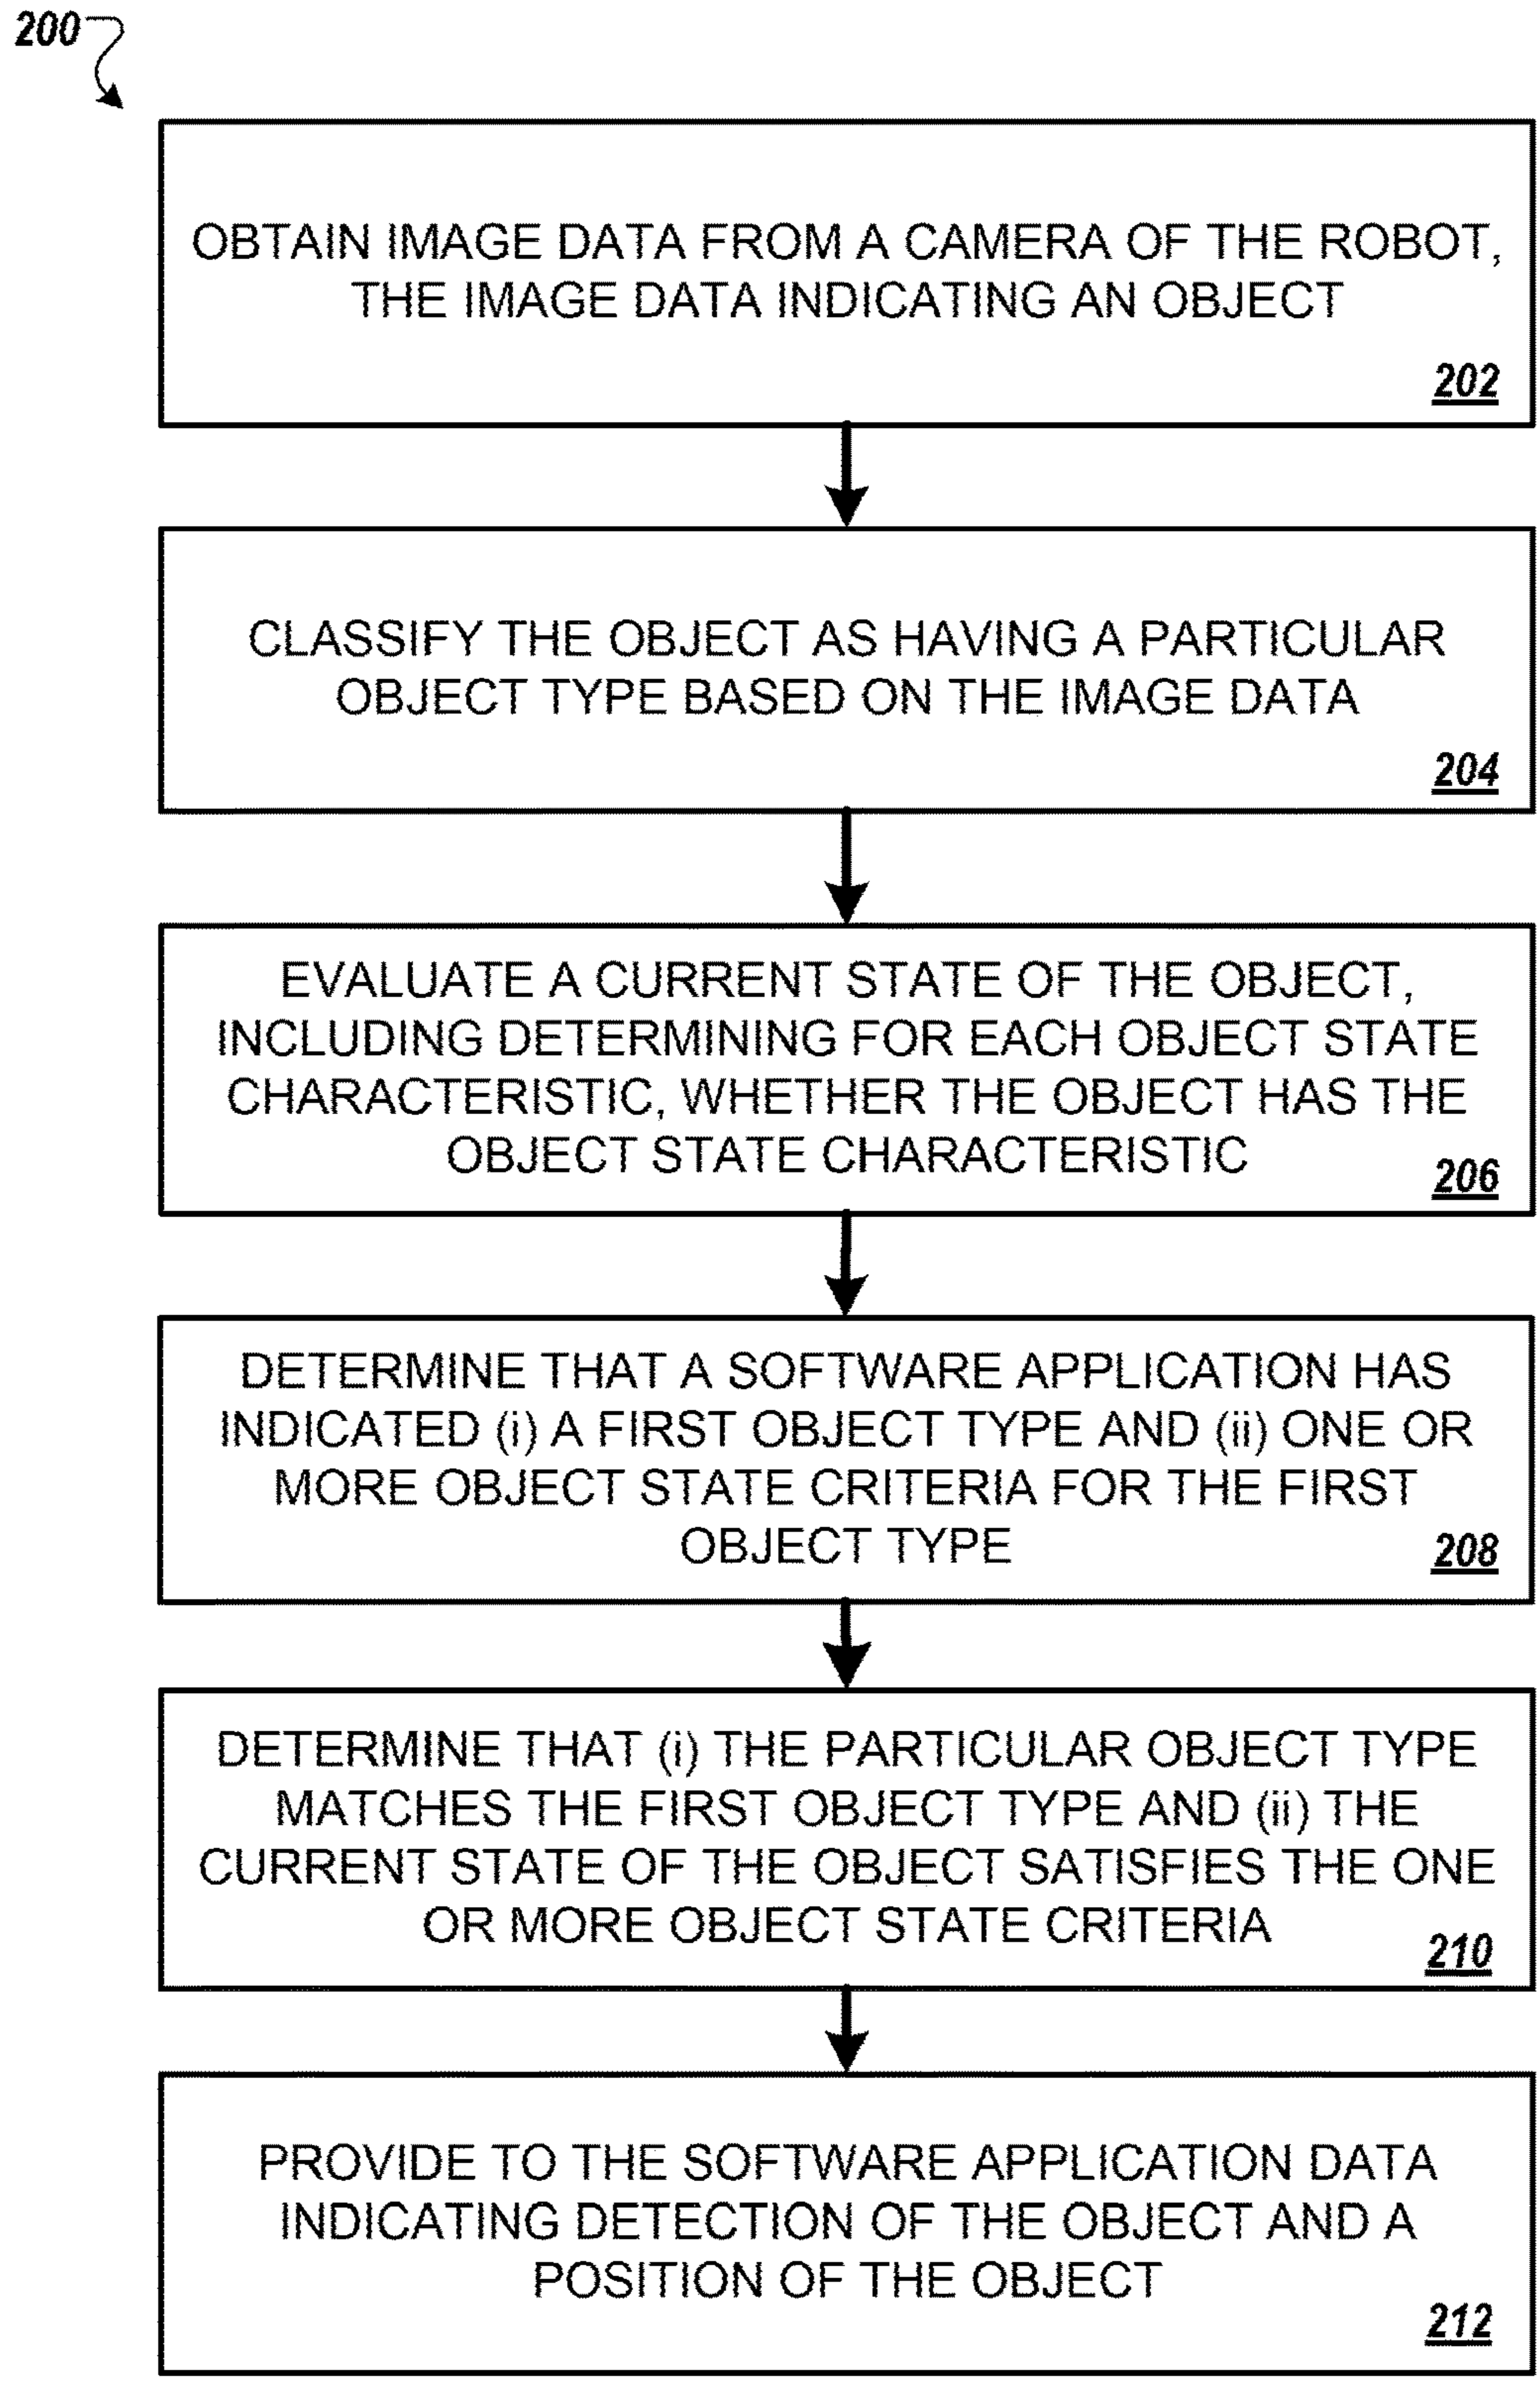 200
OBTAIN IMAGE DATA FROM A CAMERA OF THE ROBOT,
THE IMAGE DATA INDICATING AN OBJECT
202
CLASSIFY THE OBJECT AS HAVING A PARTICULAR
OBJECT TYPE BASED ON THE IMAGE DATA
204
EVALUATE A CURRENT STATE OF THE OBJECT,
INCLUDING DETERMINING FOR EACH OBJECT STATE
CHARACTERISTIC, WHETHER THE OBJECT HAS THE
OBJECT STATE CHARACTERISTIC
206
DETERMINE THAT A SOFTWARE APPLICATION HAS
INDICATED (i) A FIRST OBJECT TYPE AND (ii) ONE OR
MORE OBJECT STATE CRITERIA FOR THE FIRST
OBJECT TYPE
208
DETERMINE THAT (i) THE PARTICULAR OBJECT TYPE
MATCHES THE FIRST OBJECT TYPE AND (ii) THE
CURRENT STATE OF THE OBJECT SATISFIES THE ONE
OR MORE OBJECT STATE CRITERIA
210
PROVIDE TO THE SOFTWARE APPLICATION DATA
INDICATING DETECTION OF THE OBJECT AND A
POSITION OF THE OBJECT
212